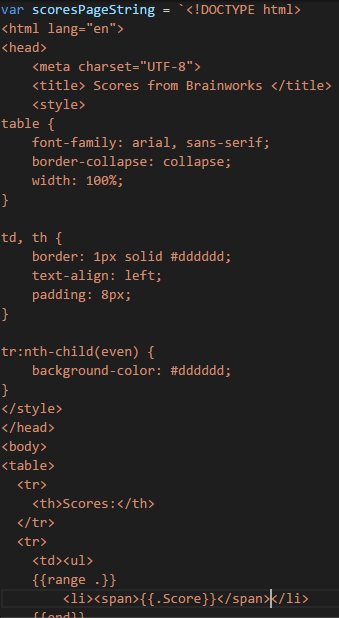 var scoresPageString = `<!DOCTYPE html>
<html lang="en">
<head>
    <meta charset="UTF-8">
    <title> Scores from Brainworks </title>
    <style>
table {
    font-family: arial, sans-serif;
    border-collapse: collapse;
    width: 100%;
}

td, th {
    border: 1px solid #dddddd;
    text-align: left;
    padding: 8px;
}

tr:nth-child(even) {
    background-color: #dddddd;
}
</style>
</head>
<body>
<table>
  <tr>
    <th>Scores:</th>
  </tr>
  <tr>
    <td><ul>
    {{range .}}
        <li><span>{{.Score}}</span></li>
    {{end}}